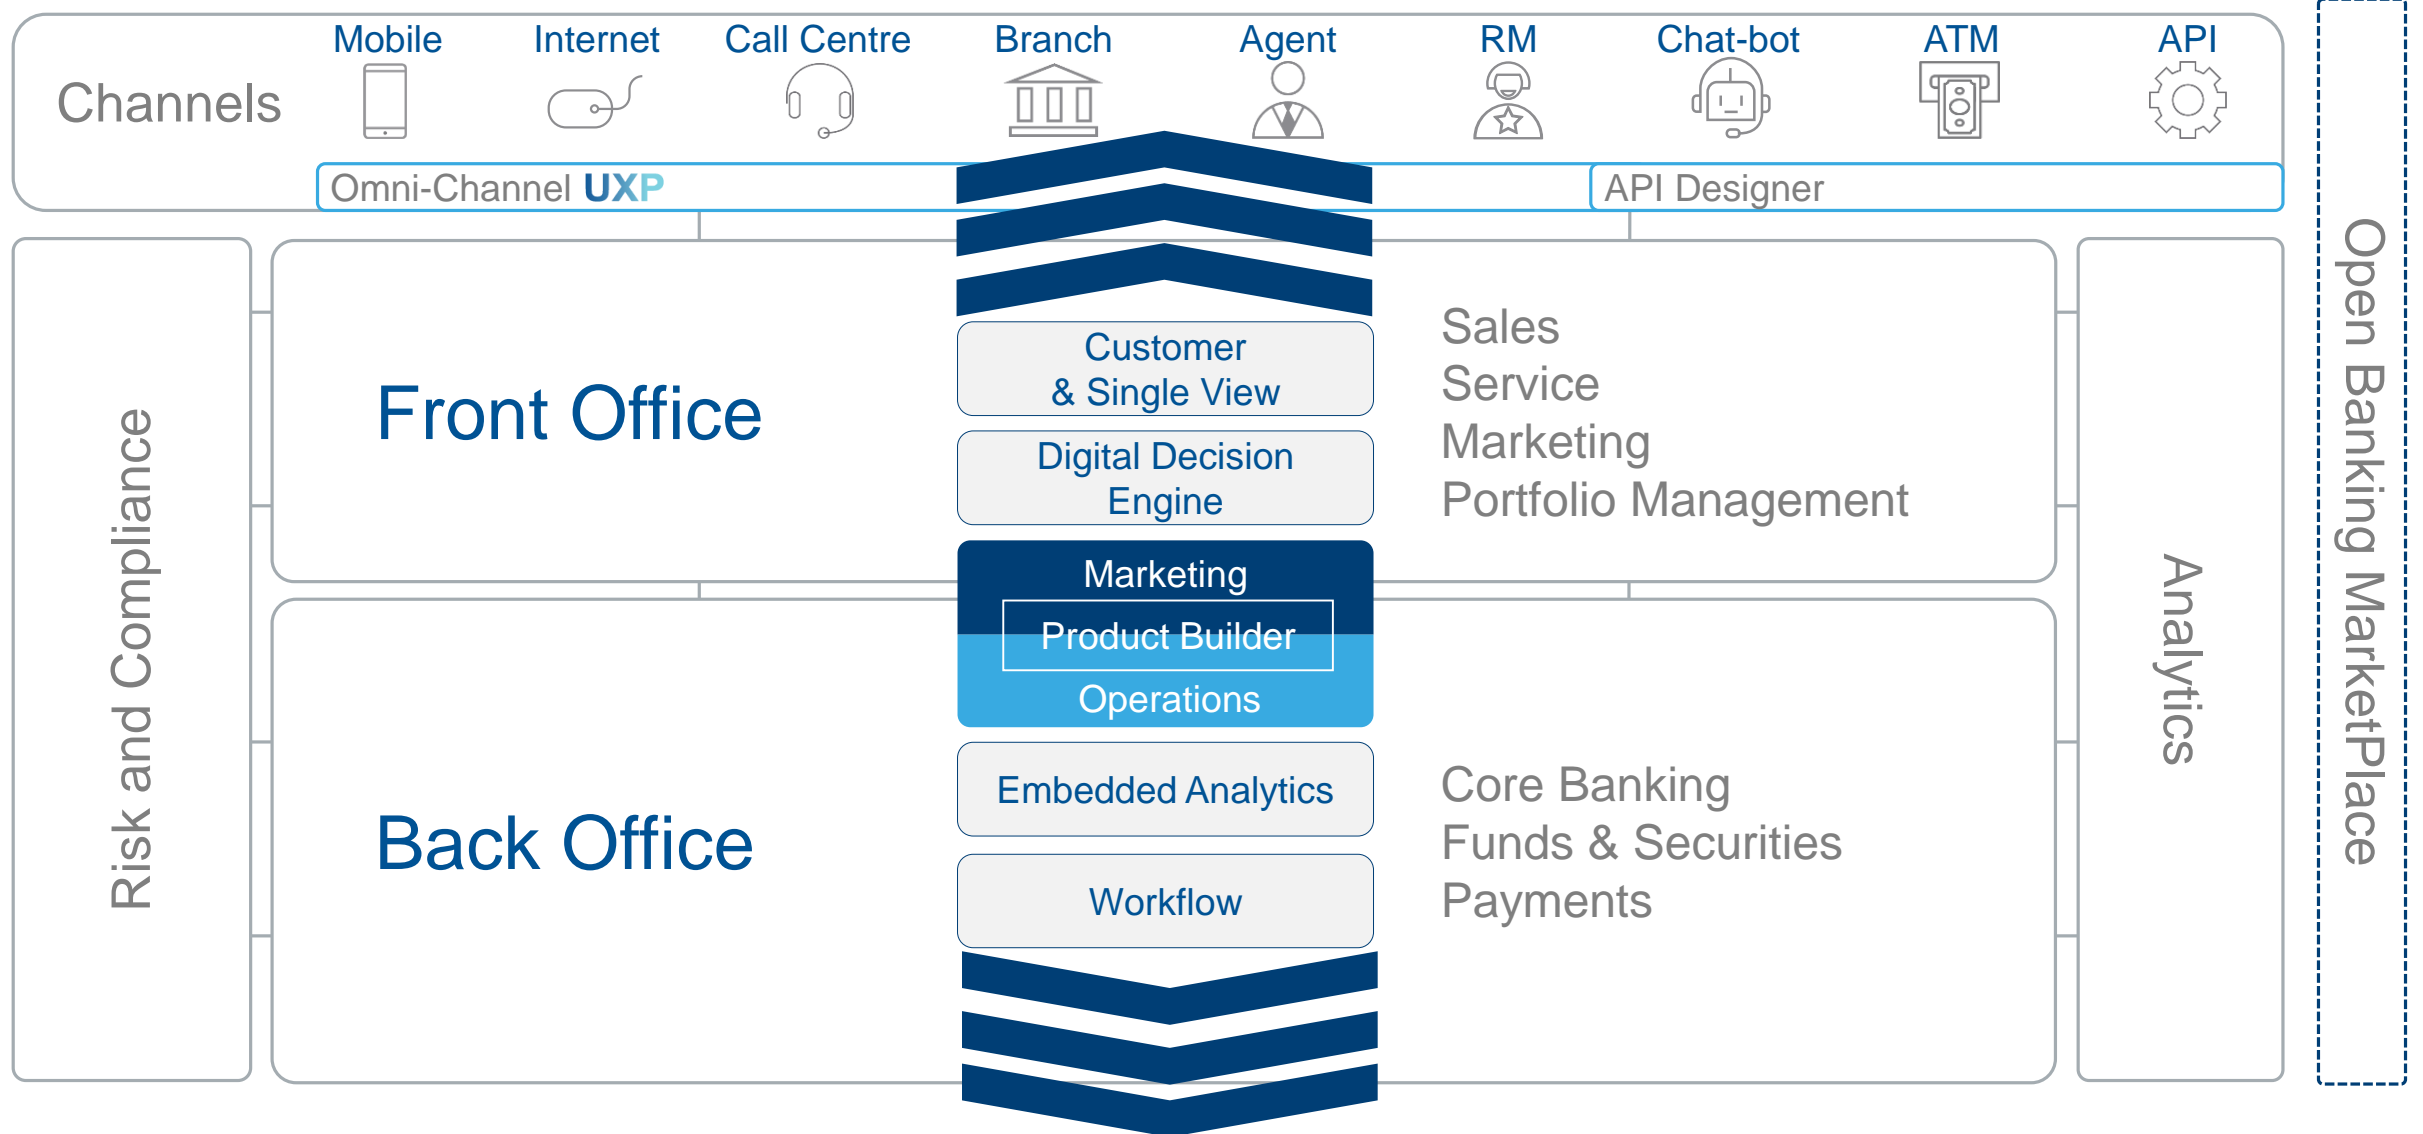 Mobile
Internet
Call Centre
Branch
Agent
RM
Chat-bot
ATM
API
Channels
Omni-Channel UXP
API Designer
Risk and Compliance
Front Office
Customer
& Single View
Digital Decision
Engine
Sales
Service
Marketing
Portfolio Management
Marketing
Product Builder
Operations
Back Office
Embedded Analytics
Workflow
Core Banking
Funds & Securities
Payments
Analytics
Open Banking MarketPlace